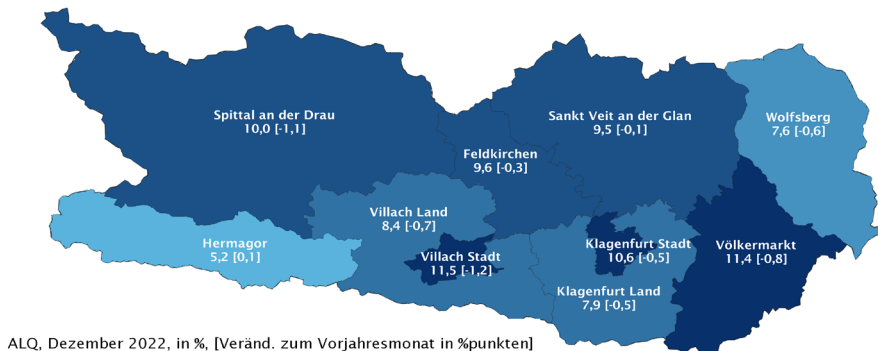 Spittal an der Drau
10,0 [-1,1]
Sankt Veit an der Glan
9,5 [-0,1]
Wolfsberg
7,6 [-0,6]
Feldkirchen
9,6 [-0,3]
Villach Land
8,4 [-0,7]
Hermagor
5,2 [0,1]
Villach Stadt
11,5 [-1,2]
Klagenfurt Stadt
10,6 [-0,5]
Völkermarkt
11,4 [-0,8]
Klagenfurt Land
7,9 [-0,5]
ALQ, Dezember 2022, in %, [Veränd. zum Vorjahresmonat in %punkten]